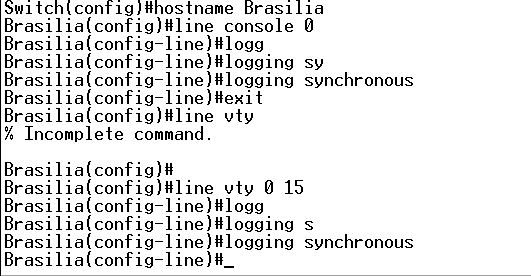 Switch(config)#hostname Brasilia
Brasilia(config)#line console 0
Brasilia(config-line)#logg
Brasilia(config-line)#logging sy
Brasilia(config-line)#logging synchronous
Brasilia(config-line)#exit
Brasilia(config)#line vty
% Incomplete command.
Brasilia(config)#
Brasilia(config)#line vty 0 15
Brasilia(config-line)#logg
Brasilia(config-line)#logging s
Brasilia(config-line)#logging synchronous
Brasilia(config-line)#_